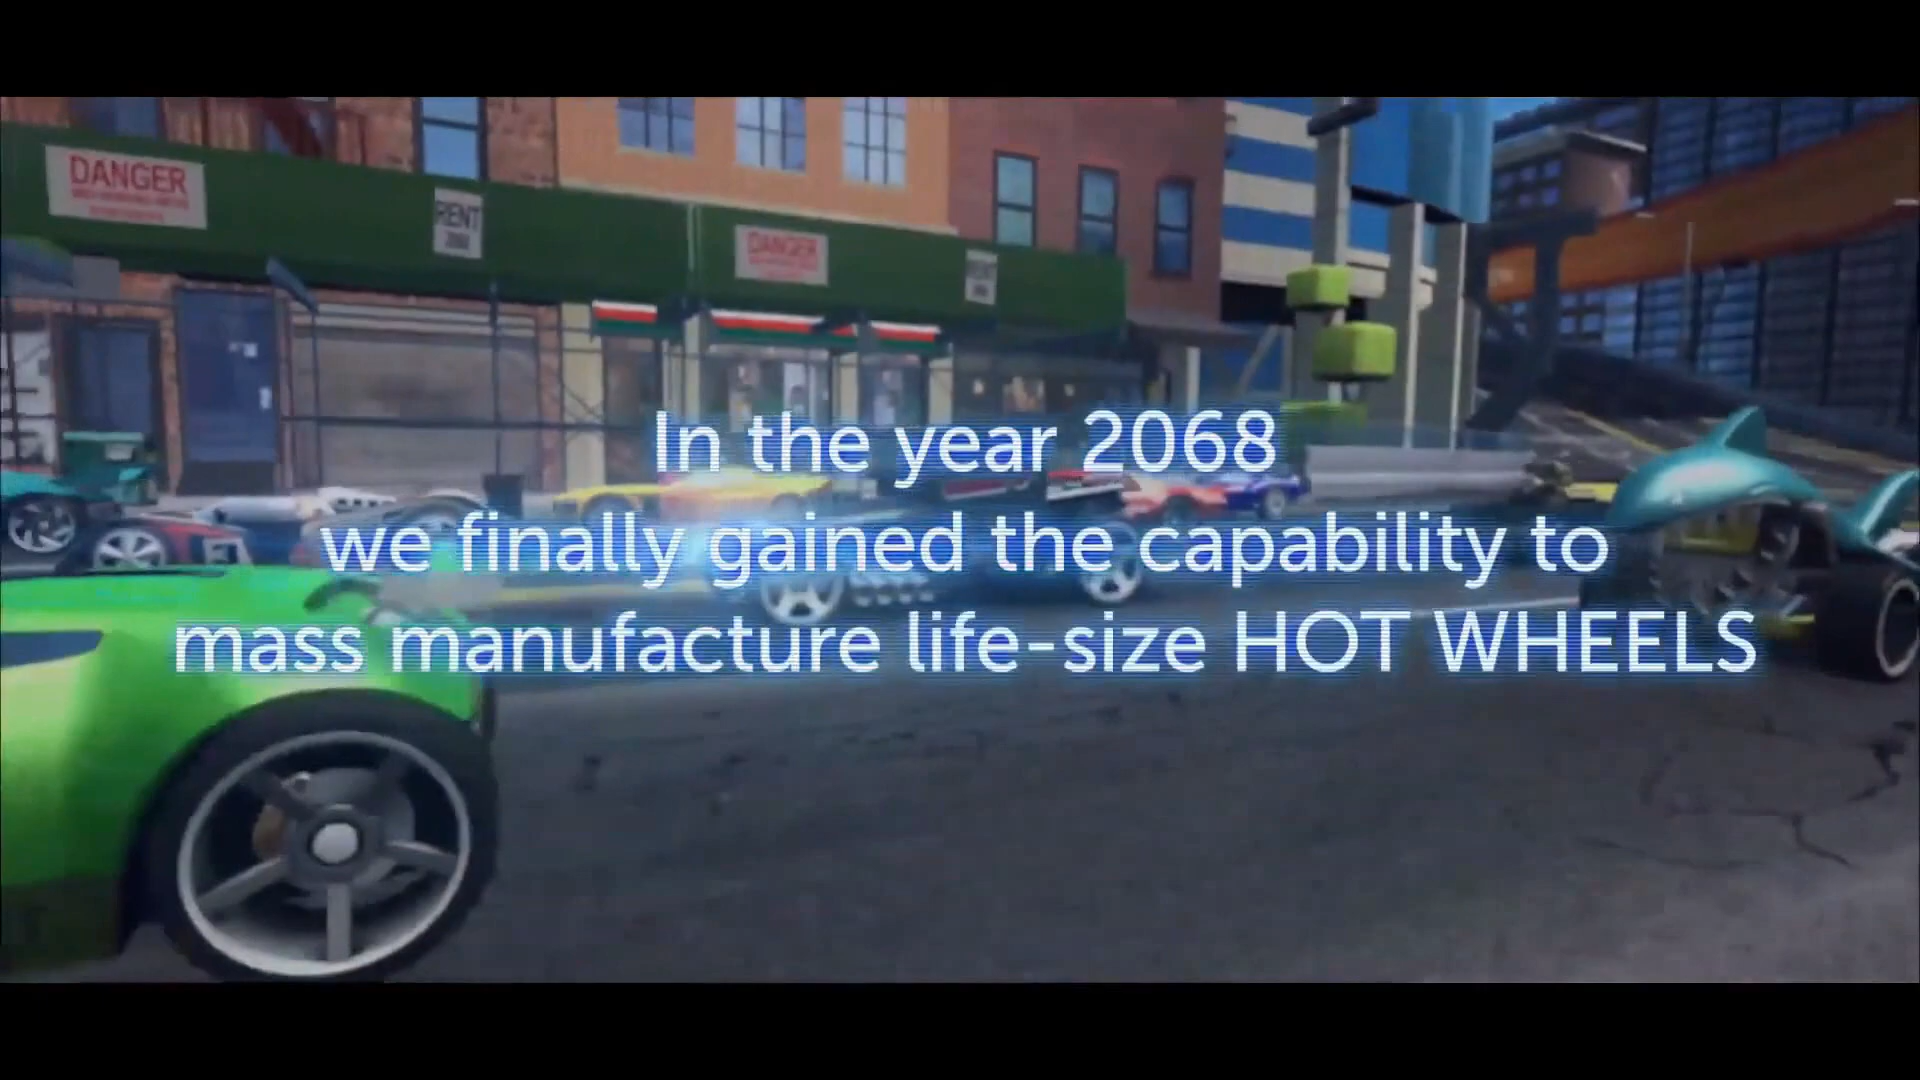 DANGER
RENT
DANGER
RENT
In the year 2068
we finally gained the capability to
mass manufacture life-size HOT WHEELS